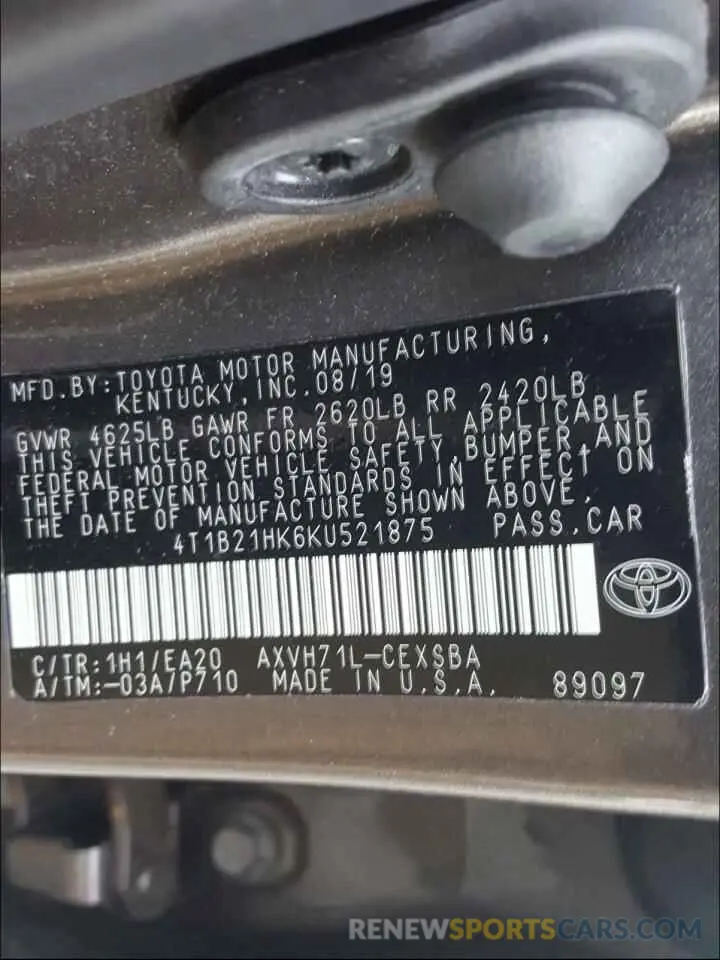 MFD.BY:TOYOTA MOTOR MANUFACTURING,
KENTUCKY,INC.08/19
GVWR 4625LB GAWR FR 2620LB RR 2420LB
THIS VEHICLE CONFORMS TO ALL APPLICABLE
FEDERAL MOTOR VEHICLE SAFETY,BUMPER,AND
THEFT PREVENTION STANDARDS IN EFFECT ON
THE DATE OF MANUFACTURE SHOWN ABOVE.
4T1B21HK6KU521875 PASS.CAR
C/TR:1H1/EA20 AXVH71L-CEXSBA
A/TM:-03A/P710 MADE IN U.S.A. 89097
RENEWSPORTSCARS.COM